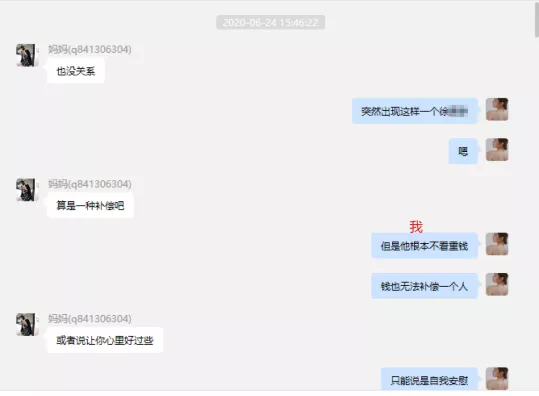 2020-06-24 15:46:22
妈妈(q841306304)
也没关系
突然出现这样一个徐
嗯
妈妈(q841306304)
算是一种补偿吧
我
但是他根本不看重钱
钱也无法补偿一个人
妈妈(q841306304)
或者说让你心里好过些
只能说是自我安慰